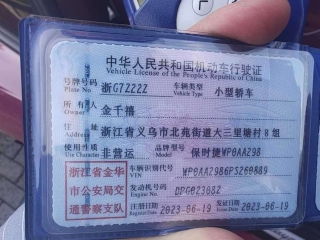 中华人民共和国机动车行驶证
Vehicle License of the People's Republic of China
号牌号码 浙G7Z22Z 车辆类型 小型轿车
Plate No Vehicle Type
所有人 金千禧
Owner
住址 浙江省义乌市北苑街道大三里塘村8组
Address
使用性质 非营运 品牌型号 保时捷WP0AA298
Use Character Model
浙江省金华市公安局交通警察支队
车辆识别代号
VIN
发动机号码
Engine No
注册日期 2023-06-19 发证日期 2023-06-19
Register Date Issue Date